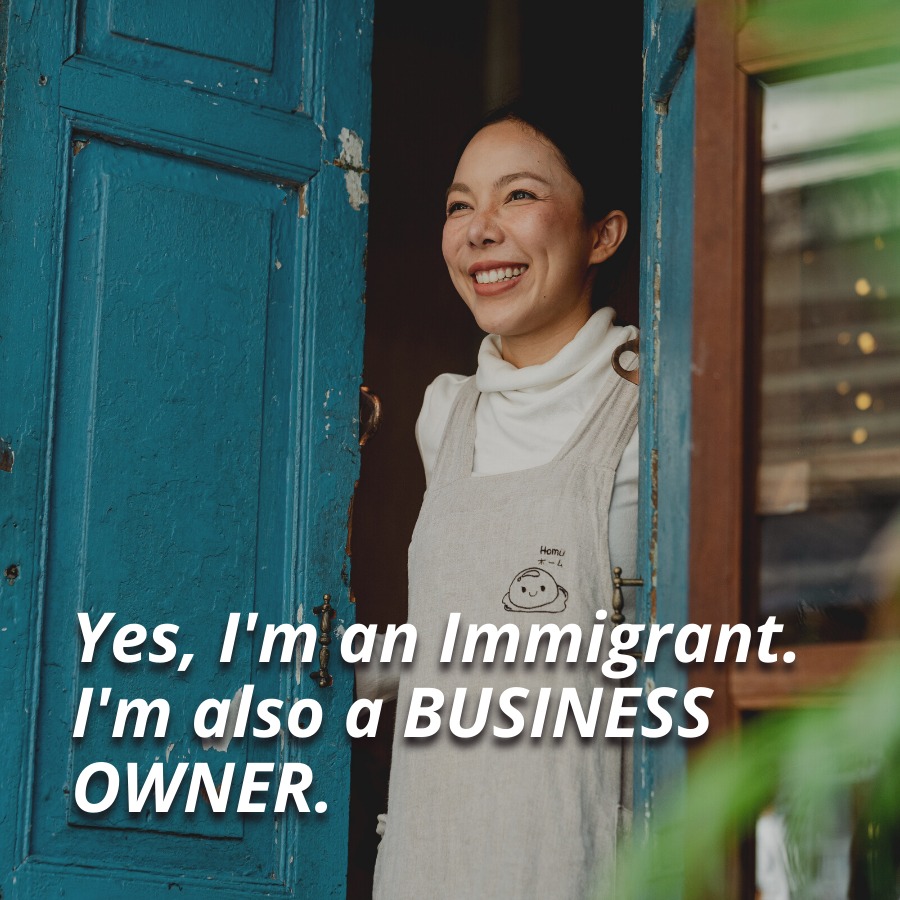 Homu
ホーム
Yes, I'm an Immigrant.
I'm also a BUSINESS
OWNER.